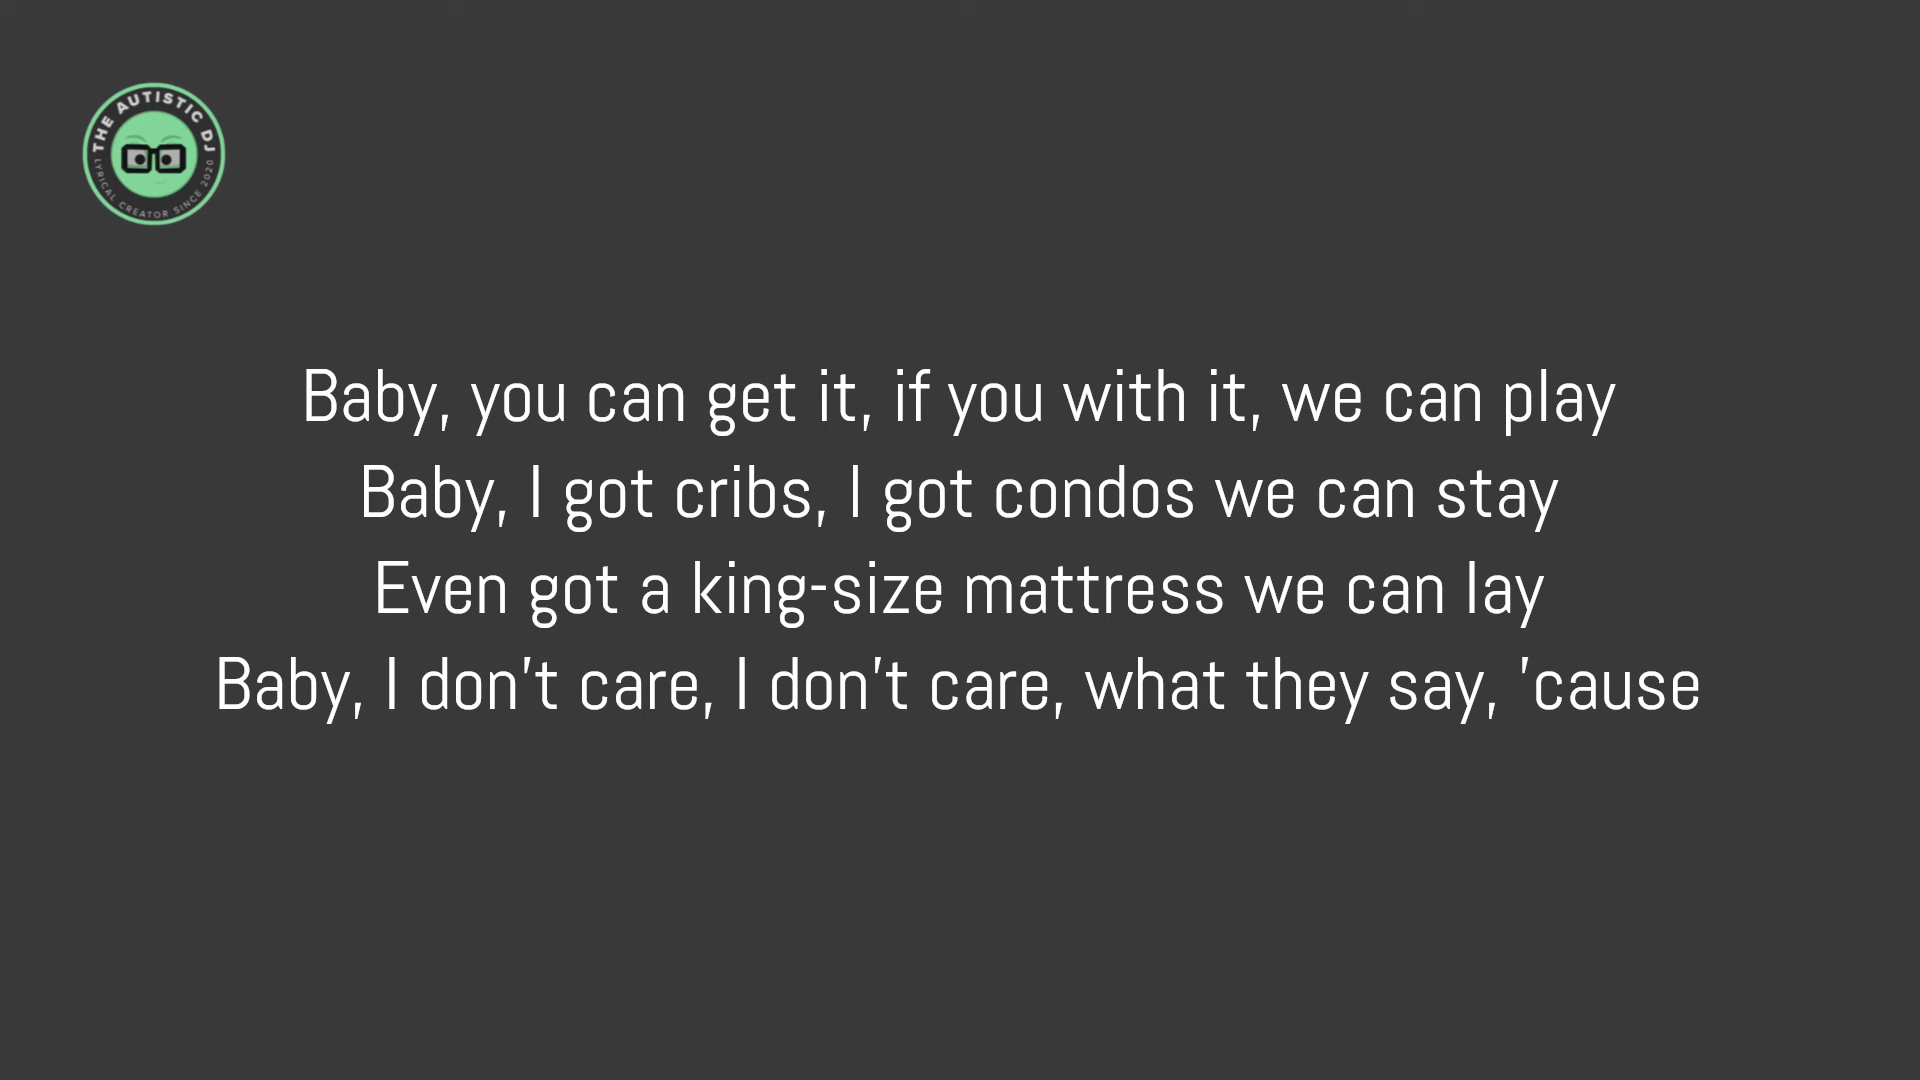 THE AUTISTIC DJ
LYRICAL CREATOR SINCE 2020
Baby, you can get it, if you with it, we can play
Baby, I got cribs, I got condos we can stay
Even got a king-size mattress we can lay
Baby, I don't care, I don't care, what they say, 'cause